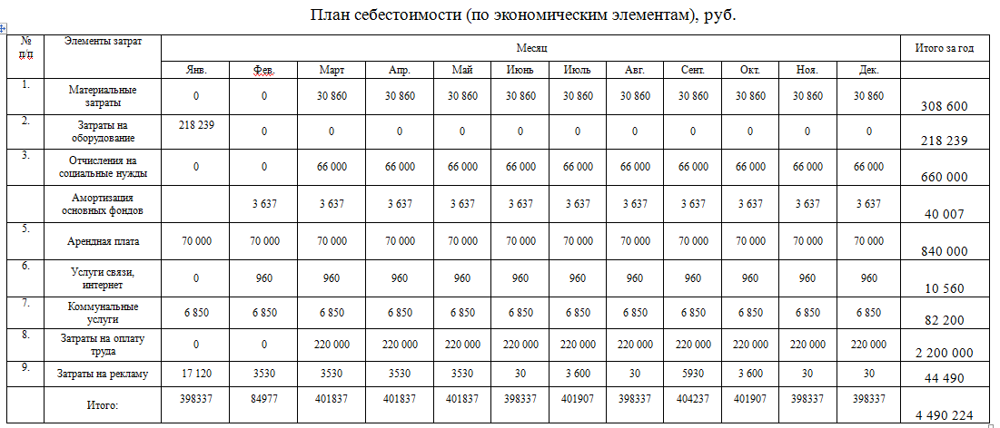 План себестоимости (по экономическим элементам), руб.
№ п/п Элементы затрат Месяц Итого за год
Янв. Фев. Март Апр. Май Июнь Июль Авг. Сент. Окт. Ноя. Дек.
1. Материальные затраты 0 0 30 860 30 860 30 860 30 860 30 860 30 860 30 860 30 860 30 860 30 860 308 600
2. Затраты на оборудование 218 239 0 0 0 0 0 0 0 0 0 0 0 218 239
3. Отчисления на социальные нужды 0 0 66 000 66 000 66 000 66 000 66 000 66 000 66 000 66 000 66 000 66 000 660 000
Амортизация основных фондов 3 637 3 637 3 637 3 637 3 637 3 637 3 637 3 637 3 637 3 637 3 637 40 007
5. Арендная плата 70 000 70 000 70 000 70 000 70 000 70 000 70 000 70 000 70 000 70 000 70 000 70 000 840 000
6. Услуги связи, интернет 0 960 960 960 960 960 960 960 960 960 960 960 10 560
7. Коммунальные услуги 6 850 6 850 6 850 6 850 6 850 6 850 6 850 6 850 6 850 6 850 6 850 6 850 82 200
8. Затраты на оплату труда 0 0 220 000 220 000 220 000 220 000 220 000 220 000 220 000 220 000 220 000 220 000 2 200 000
9. Затраты на рекламу 17 120 3530 3530 3530 3530 30 3 600 30 5930 3 600 30 30 44 490
Итого: 398337 84977 401837 401837 401837 398337 401907 398337 404237 401907 398337 398337 4 490 224